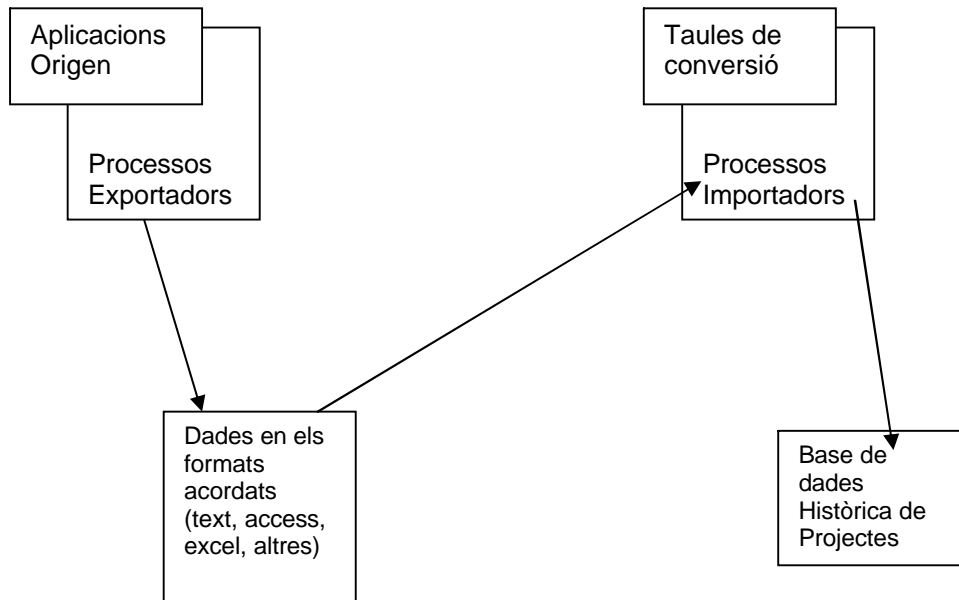 Aplicacions
Origen
Processos
Exportadors
Dades en els
formats
acordats
(text, access,
excel, altres)
Taules de
conversió
Processos
Importadors
Base de
dades
Històrica de
Projectes